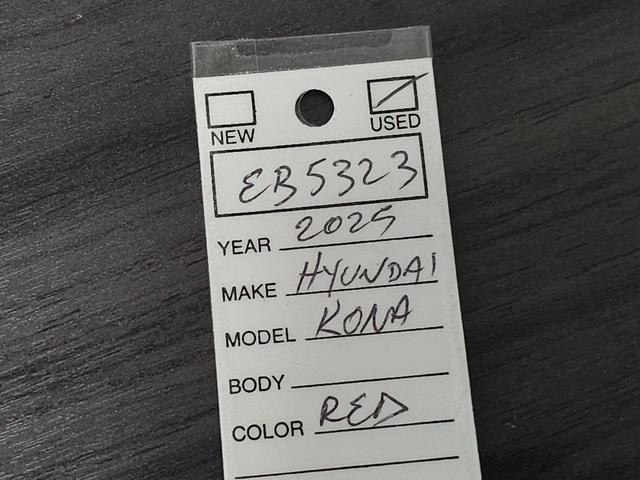 NEW USED
EB5323
YEAR 2025
MAKE HYUNDAI
MODEL KONA
BODY
COLOR RED